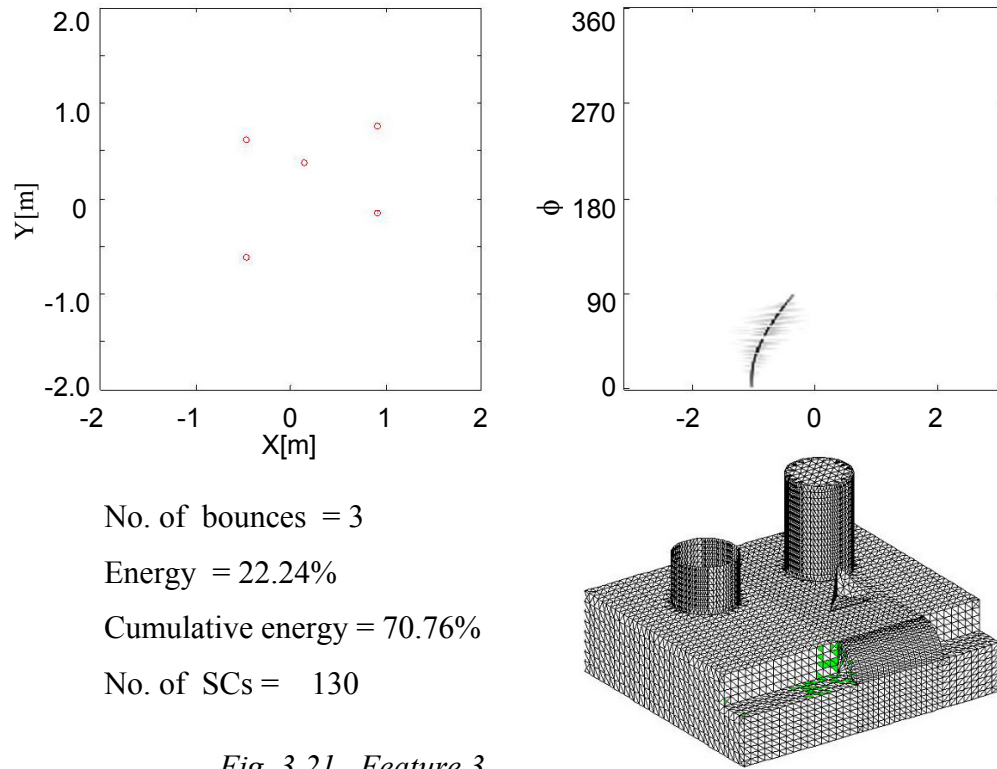 2.0
1.0
0
-1.0
-2.0
Y[m]
-2 -1 0 1 2
X[m]
360
270
180
90
0
ϕ
-2 0 2
No. of bounces = 3
Energy = 22.24%
Cumulative energy = 70.76%
No. of SCs = 130
Fig. 3.21 Feature 3